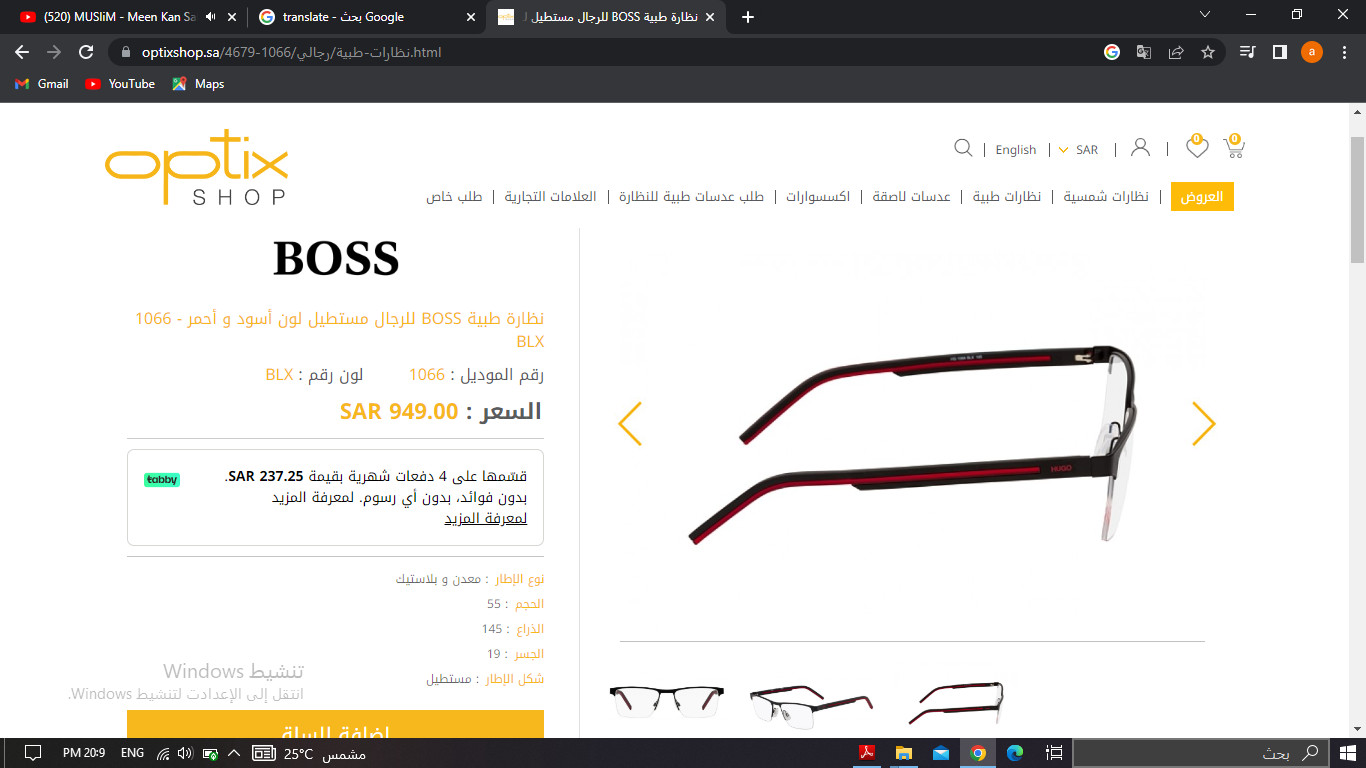 (520) MUSliM - Meen Kan Sa
translate - بحث Google
نظارة طبية BOSS للرجال مستطيل ل
optixshop.sa/4679-1066/نظارات-طبية/رجالي.html
a
Gmail
YouTube
Maps
optix
SHOP
English
SAR
0
0
العروض
نظارات شمسية
نظارات طبية
عدسات لاصقة
اكسسوارات
طلب عدسات طبية للنظارة
العلامات التجارية
طلب خاص
BOSS
نظارة طبية BOSS للرجال مستطيل لون أسود و أحمر - 1066
BLX
رقم الموديل : 1066 لون رقم : BLX
السعر : SAR 949.00
قسّمها على 4 دفعات شهرية بقيمة SAR 237.25.
tabby
بدون فوائد، بدون أي رسوم. لمعرفة المزيد
لمعرفة المزيد
نوع الإطار : معدن و بلاستيك
الحجم : 55
الذراع : 145
الجسر : 19
شكل الإطار : مستطيل
HUGO
تنشيط Windows
انتقل إلى الإعدادت لتنشيط Windows.
إضافة للسلة
PM 20:9
ENG
25°C مشمس
بحث